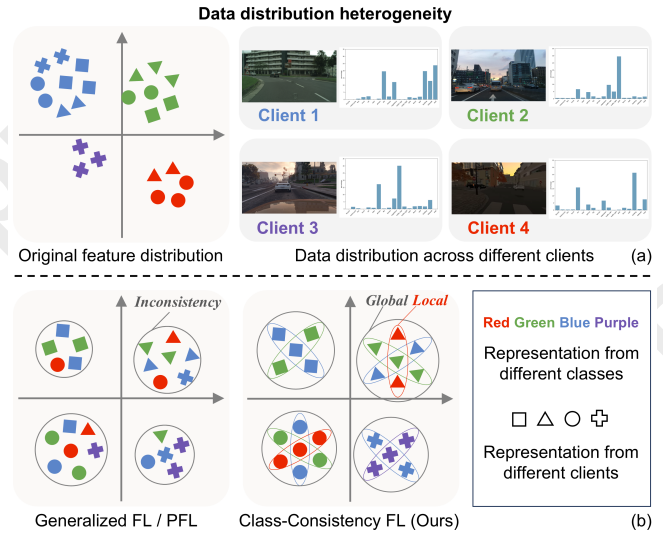 Data distribution heterogeneity
Client 1
Client 2
Client 3
Client 4
Original feature distribution
Data distribution across different clients
(a)
Inconsistency
Global Local
Red Green Blue Purple
Representation from
different classes
Representation from
different clients
Generalized FL / PFL
Class-Consistency FL (Ours)
(b)